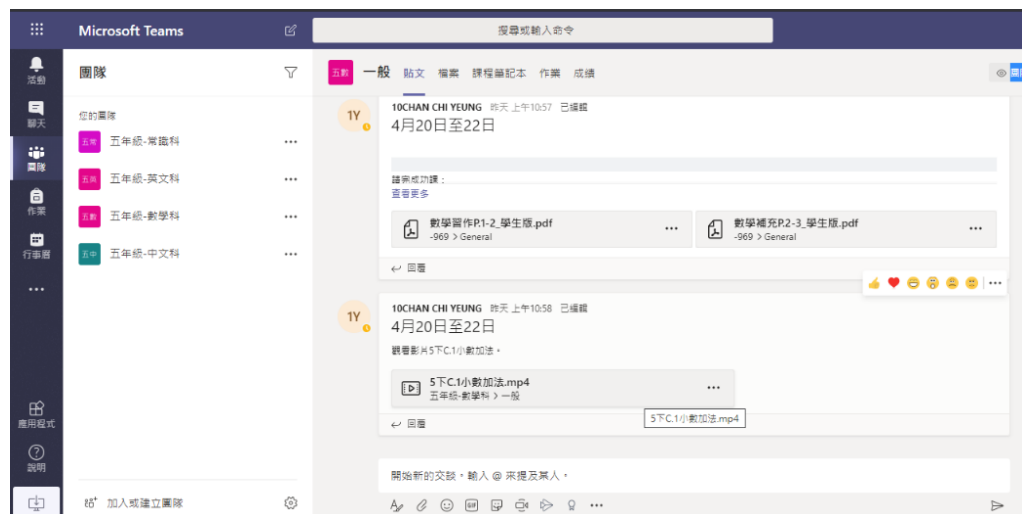 Microsoft Teams
搜尋或輸入命令
活動
聊天
團隊
作業
行事曆
應用程式
說明
團隊
您的團隊
五常 五年級-常識科
五英 五年級-英文科
五數 五年級-數學科
五中 五年級-中文科
加入或建立團隊
五數 一般 貼文 檔案 課程筆記本 作業 成績
1Y
10CHAN CHI YEUNG 昨天 上午10:57 已編輯
4月20日至22日
請完成功課：
查看更多
數學習作P.1-2_學生版.pdf
-969 > General
數學補充P.2-3_學生版.pdf
-969 > General
回覆
1Y
10CHAN CHI YEUNG 昨天 上午10:58 已編輯
4月20日至22日
觀看影片5下C.1小數加法。
5下C.1小數加法.mp4
五年級-數學科 > 一般
5下C.1小數加法.mp4
回覆
開始新的交談。輸入 @ 來提及某人。
GIF